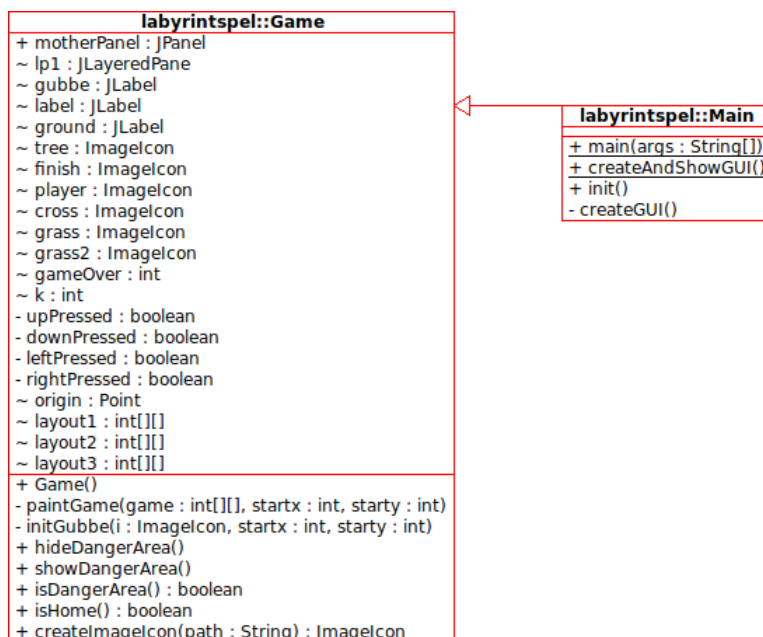 labyrintspel::Game
+ motherPanel : JPanel
~ lp1 : JLayeredPane
~ gubbe : JLabel
~ label : JLabel
~ ground : JLabel
~ tree : ImageIcon
~ finish : ImageIcon
~ player : ImageIcon
~ cross : ImageIcon
~ grass : ImageIcon
~ grass2 : ImageIcon
~ gameOver : int
~ k : int
- upPressed : boolean
- downPressed : boolean
- leftPressed : boolean
- rightPressed : boolean
~ origin : Point
~ layout1 : int[][]
~ layout2 : int[][]
~ layout3 : int[][]
+ Game()
- paintGame(game : int[][], startx : int, starty : int)
- initGubbe(i : ImageIcon, startx : int, starty : int)
+ hideDangerArea()
+ showDangerArea()
+ isDangerArea() : boolean
+ isHome() : boolean
+ createImageIcon(path : String) : ImageIcon
labyrintspel::Main
+ main(args : String[])
+ createAndShowGUI()
+ init()
- createGUI()